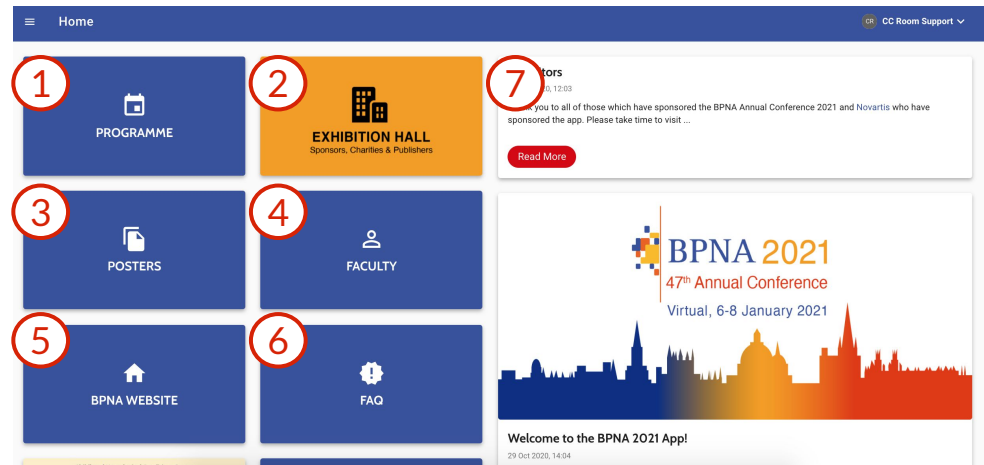 Home
CR CC Room Support
1
PROGRAMME
2
EXHIBITION HALL
Sponsors, Charities & Publishers
3
POSTERS
4
FACULTY
5
BPNA WEBSITE
6
FAQ
7
tors
0, 12:03
you to all of those which have sponsored the BPNA Annual Conference 2021 and Novartis who have
sponsored the app. Please take time to visit ...
Read More
BPNA 2021
47th Annual Conference
Virtual, 6-8 January 2021
Welcome to the BPNA 2021 App!
29 Oct 2020, 14:04